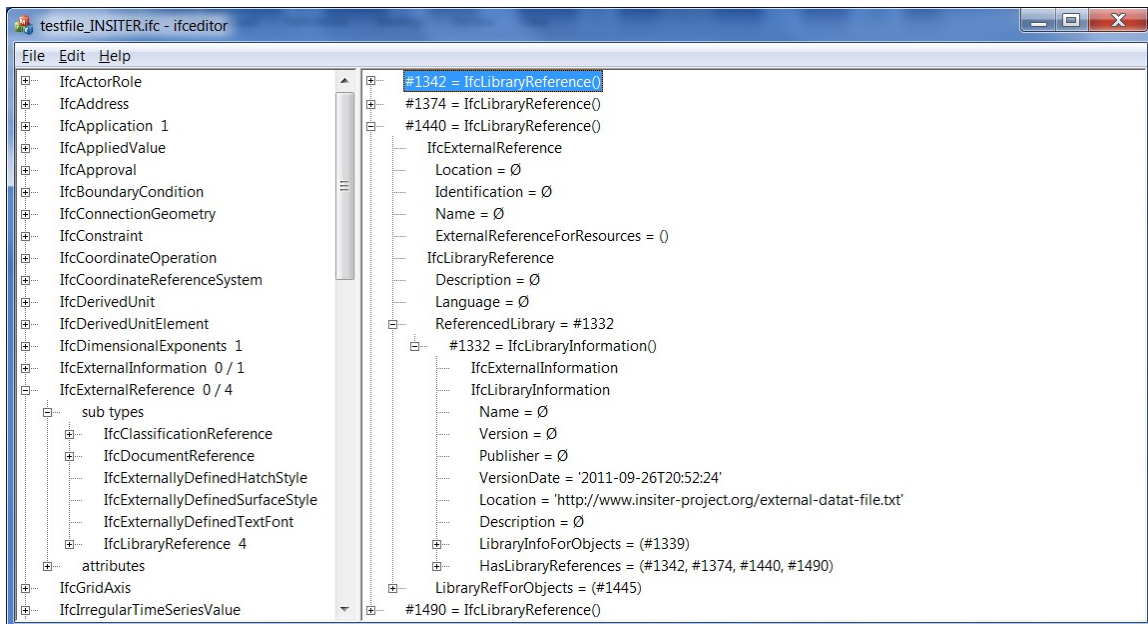 testfile_INSITER.ifc - ifceditor
File Edit Help
IfcActorRole
IfcAddress
IfcApplication 1
IfcAppliedValue
IfcApproval
IfcBoundaryCondition
IfcConnectionGeometry
IfcConstraint
IfcCoordinateOperation
IfcCoordinateReferenceSystem
IfcDerivedUnit
IfcDerivedUnitElement
IfcDimensionalExponents 1
IfcExternalInformation 0 / 1
IfcExternalReference 0 / 4
sub types
IfcClassificationReference
IfcDocumentReference
IfcExternallyDefinedHatchStyle
IfcExternallyDefinedSurfaceStyle
IfcExternallyDefinedTextFont
IfcLibraryReference 4
attributes
IfcGridAxis
IfcIrregularTimeSeriesValue
#1342 = IfcLibraryReference()
#1374 = IfcLibraryReference()
#1440 = IfcLibraryReference()
IfcExternalReference
Location = Ø
Identification = Ø
Name = Ø
ExternalReferenceForResources = ()
IfcLibraryReference
Description = Ø
Language = Ø
ReferencedLibrary = #1332
#1332 = IfcLibraryInformation()
IfcExternalInformation
IfcLibraryInformation
Name = Ø
Version = Ø
Publisher = Ø
VersionDate = '2011-09-26T20:52:24'
Location = 'http://www.insiter-project.org/external-datat-file.txt'
Description = Ø
LibraryInfoForObjects = (#1339)
HasLibraryReferences = (#1342, #1374, #1440, #1490)
LibraryRefForObjects = (#1445)
#1490 = IfcLibraryReference()